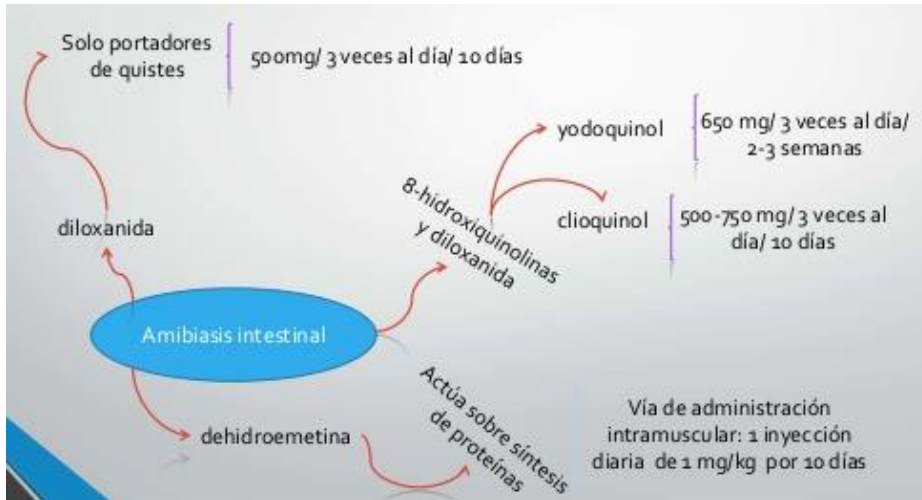 Solo portadores
de quistes
500mg/ 3 veces al día/ 10 días
yodoquinol
650 mg/ 3 veces al día/
2-3 semanas
8-hidroxiquinolinas
y diloxanida
clioquinol
500-750 mg/ 3 veces al
día/ 10 días
diloxanida
Amibiasis intestinal
dehidroemetina
Actúa sobre síntesis
de proteínas
Vía de administración
intramuscular: 1 inyección
diaria de 1 mg/kg por 10 días